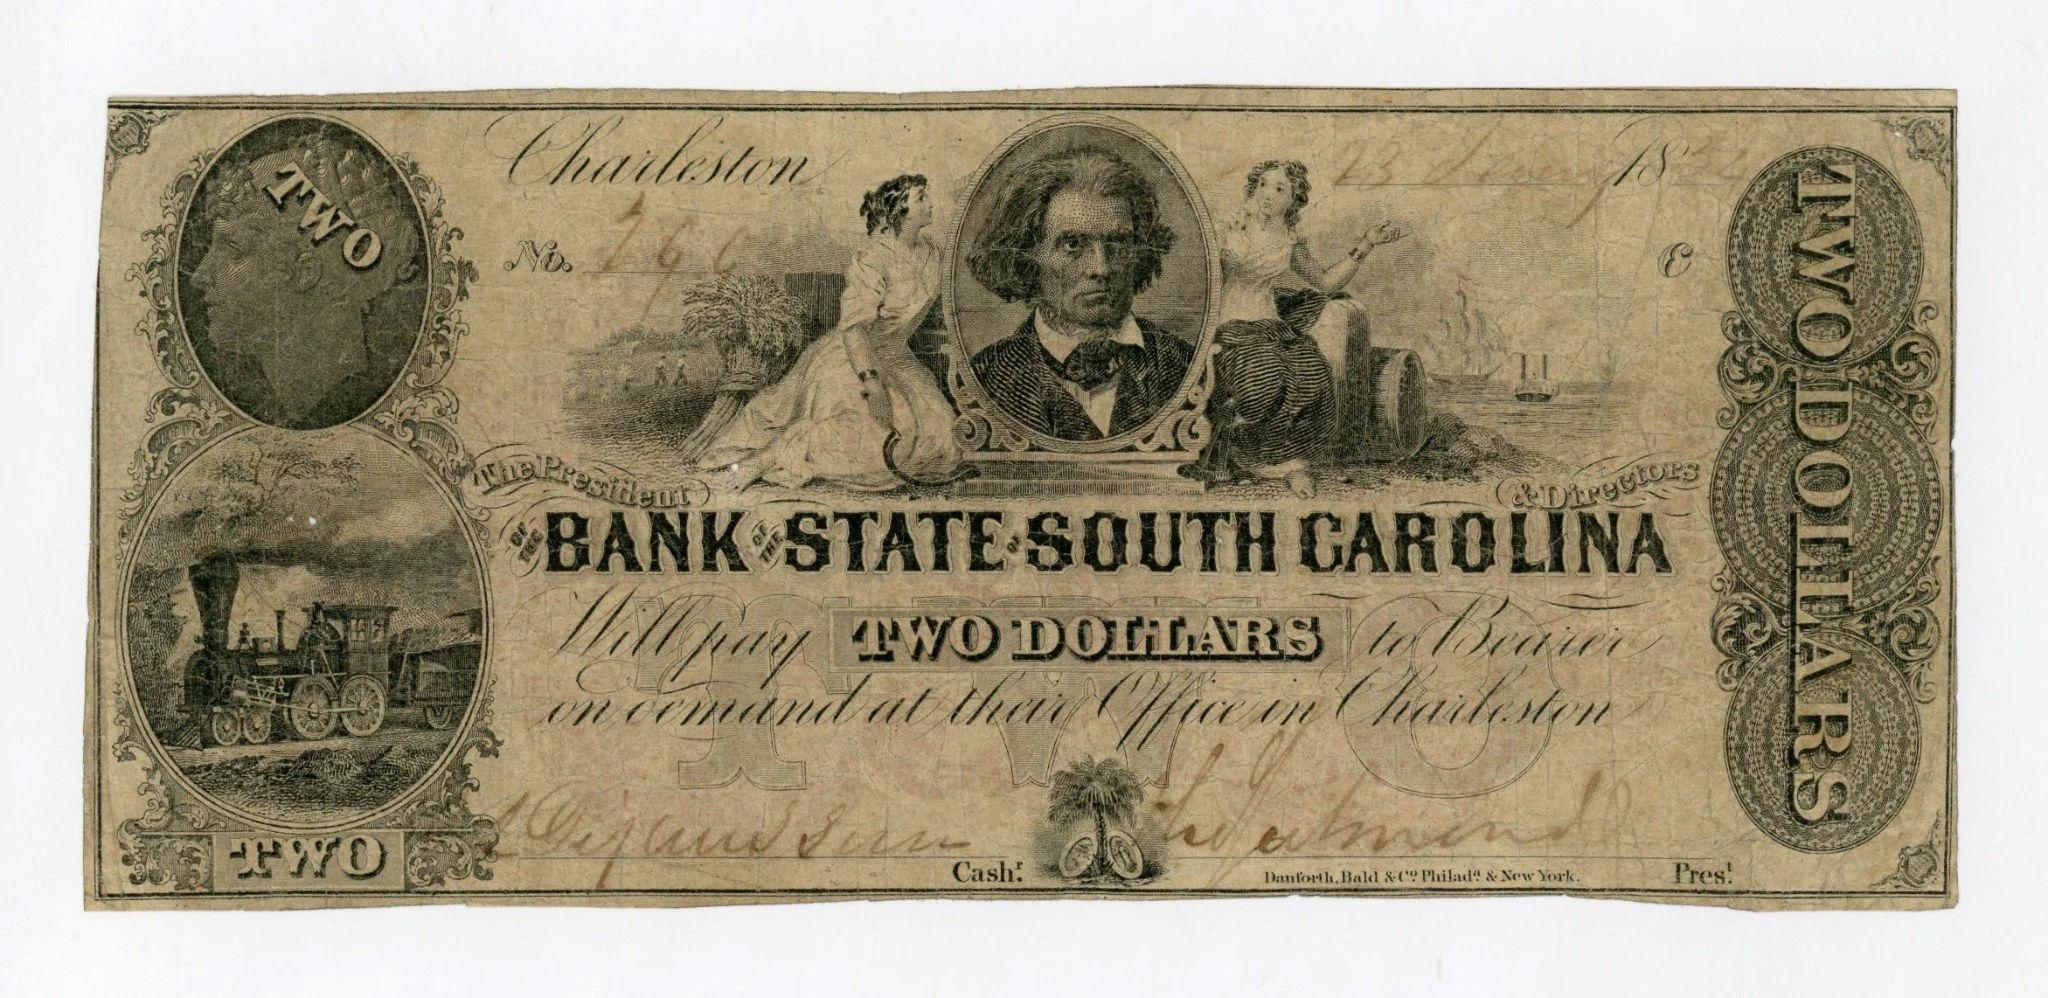 TWO
Charleston 23 18
No. 790
C
The President & Directors
OF THE BANK OF THE STATE OF SOUTH CAROLINA
Will pay TWO DOLLARS to Bearer
on demand at their Office in Charleston
TWO
TWO
Cash.r
Danforth, Bald & Co. Philada. & New York.
Pres.t
TWO DOLLARS